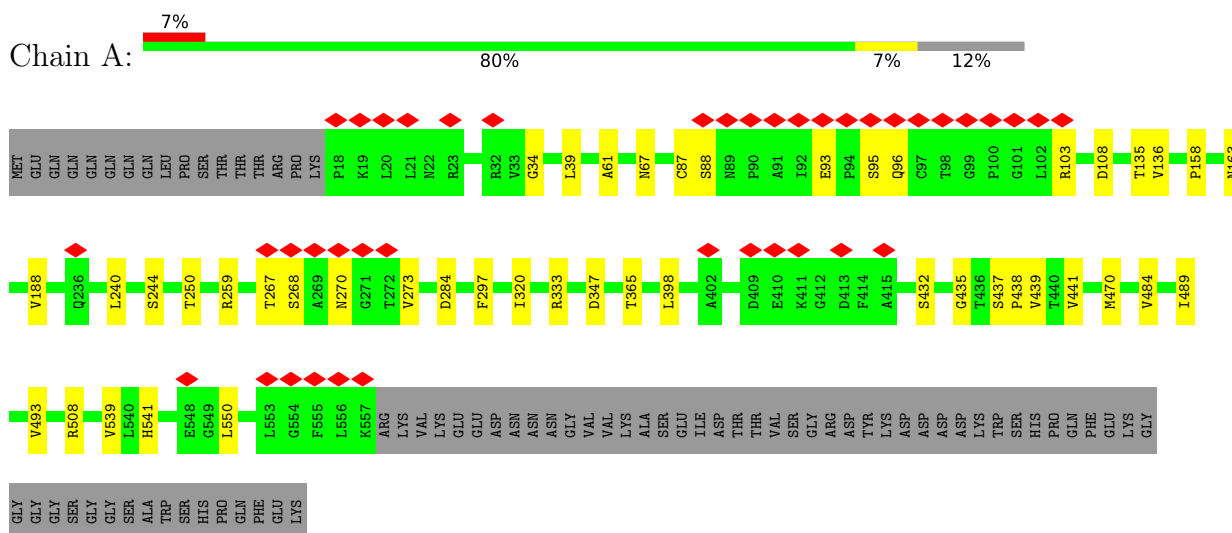 7%
Chain A:
80% 7% 12%
MET GLU GLN GLN GLN GLN GLN GLN LEU PRO SER THR THR THR ARG PRO LYS P18 K19 L20 L21 N22 R23 R32 V33 G34 L39 A61 N67 C87 S88 N89 P90 A91 I92 E93 P94 S95 Q96 C97 T98 G99 P100 G101 L102 R103 D108 T135 V136 P158 N163
V188 Q236 L240 S244 T250 R259 T267 S268 A269 N270 G271 T272 V273 D284 F297 I320 R333 D347 T365 L398 A402 D409 E410 K411 G412 D413 F414 A415 S432 G435 T436 S437 P438 V439 T440 V441 M470 V484 I489
V493 R508 V539 L540 H541 E548 G549 L550 L553 G554 F555 L556 K557 ARG LYS VAL LYS GLU GLU ASP ASN ASN ASN GLY VAL VAL LYS ALA SER GLU ILE ASP THR THR VAL SER GLY ARG ASP TYR LYS ASP ASP ASP ASP LYS TRP SER HIS PRO GLN PHE GLU LYS GLY
GLY GLY GLY SER GLY GLY SER ALA TRP SER HIS PRO GLN PHE GLU LYS